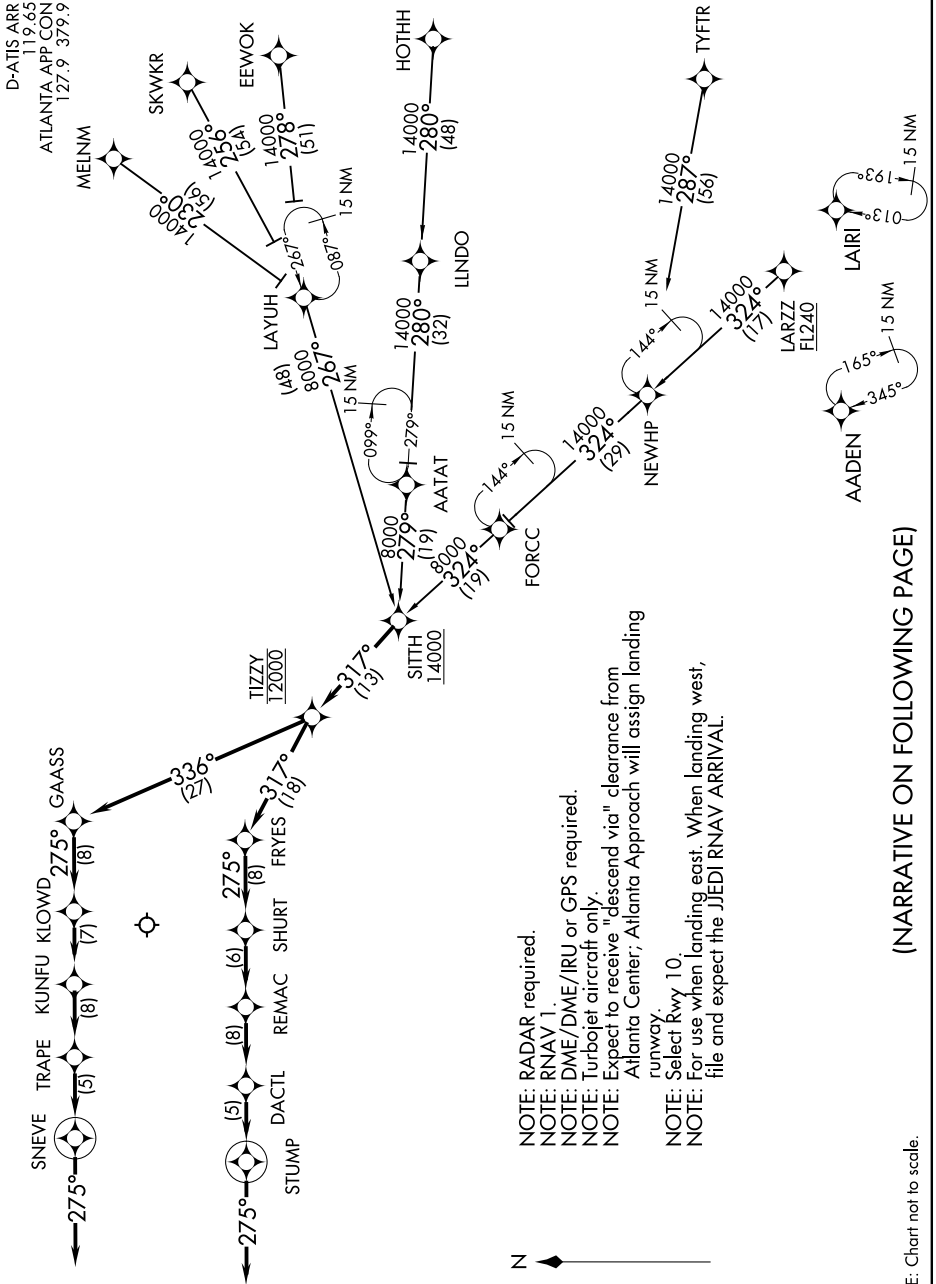 D-ATIS ARR
119.65
ATLANTA APP CON
127.9 379.9
MELNM
14000
230°
(56)
SKWKR
14000
256°
(54)
EEWOK
14000
278°
(51)
HOTHH
14000
280°
(48)
TYFTR
14000
287°
(56)
LAYUH
267°
087°
15 NM
8000
267°
(48)
LLNDO
14000
280°
(32)
15 NM
099°
279°
AATAT
8000
279°
(19)
LAIRI
193°
013°
15 NM
LARZZ
FL240
14000
324°
(17)
NEWHP
144°
15 NM
14000
324°
(29)
FORCC
144°
15 NM
8000
324°
(19)
AADEN
165°
345°
15 NM
SITTH
14000
317°
(13)
TIZZY
12000
336°
(27)
317°
(18)
GAASS
275°
(8)
KLOWD
(7)
KUNFU
(8)
TRAPE
(5)
SNEVE
275°
FRYES
275°
(8)
SHURT
(6)
REMAC
(8)
DACTL
(5)
STUMP
275°
NOTE: RADAR required.
NOTE: RNAV 1.
NOTE: DME/DME/IRU or GPS required.
NOTE: Turbojet aircraft only.
NOTE: Expect to receive "descend via" clearance from
Atlanta Center; Atlanta Approach will assign landing
runway.
NOTE: Select Rwy 10.
NOTE: For use when landing east. When landing west,
file and expect the JJEDI RNAV ARRIVAL.
N
(NARRATIVE ON FOLLOWING PAGE)
E: Chart not to scale.